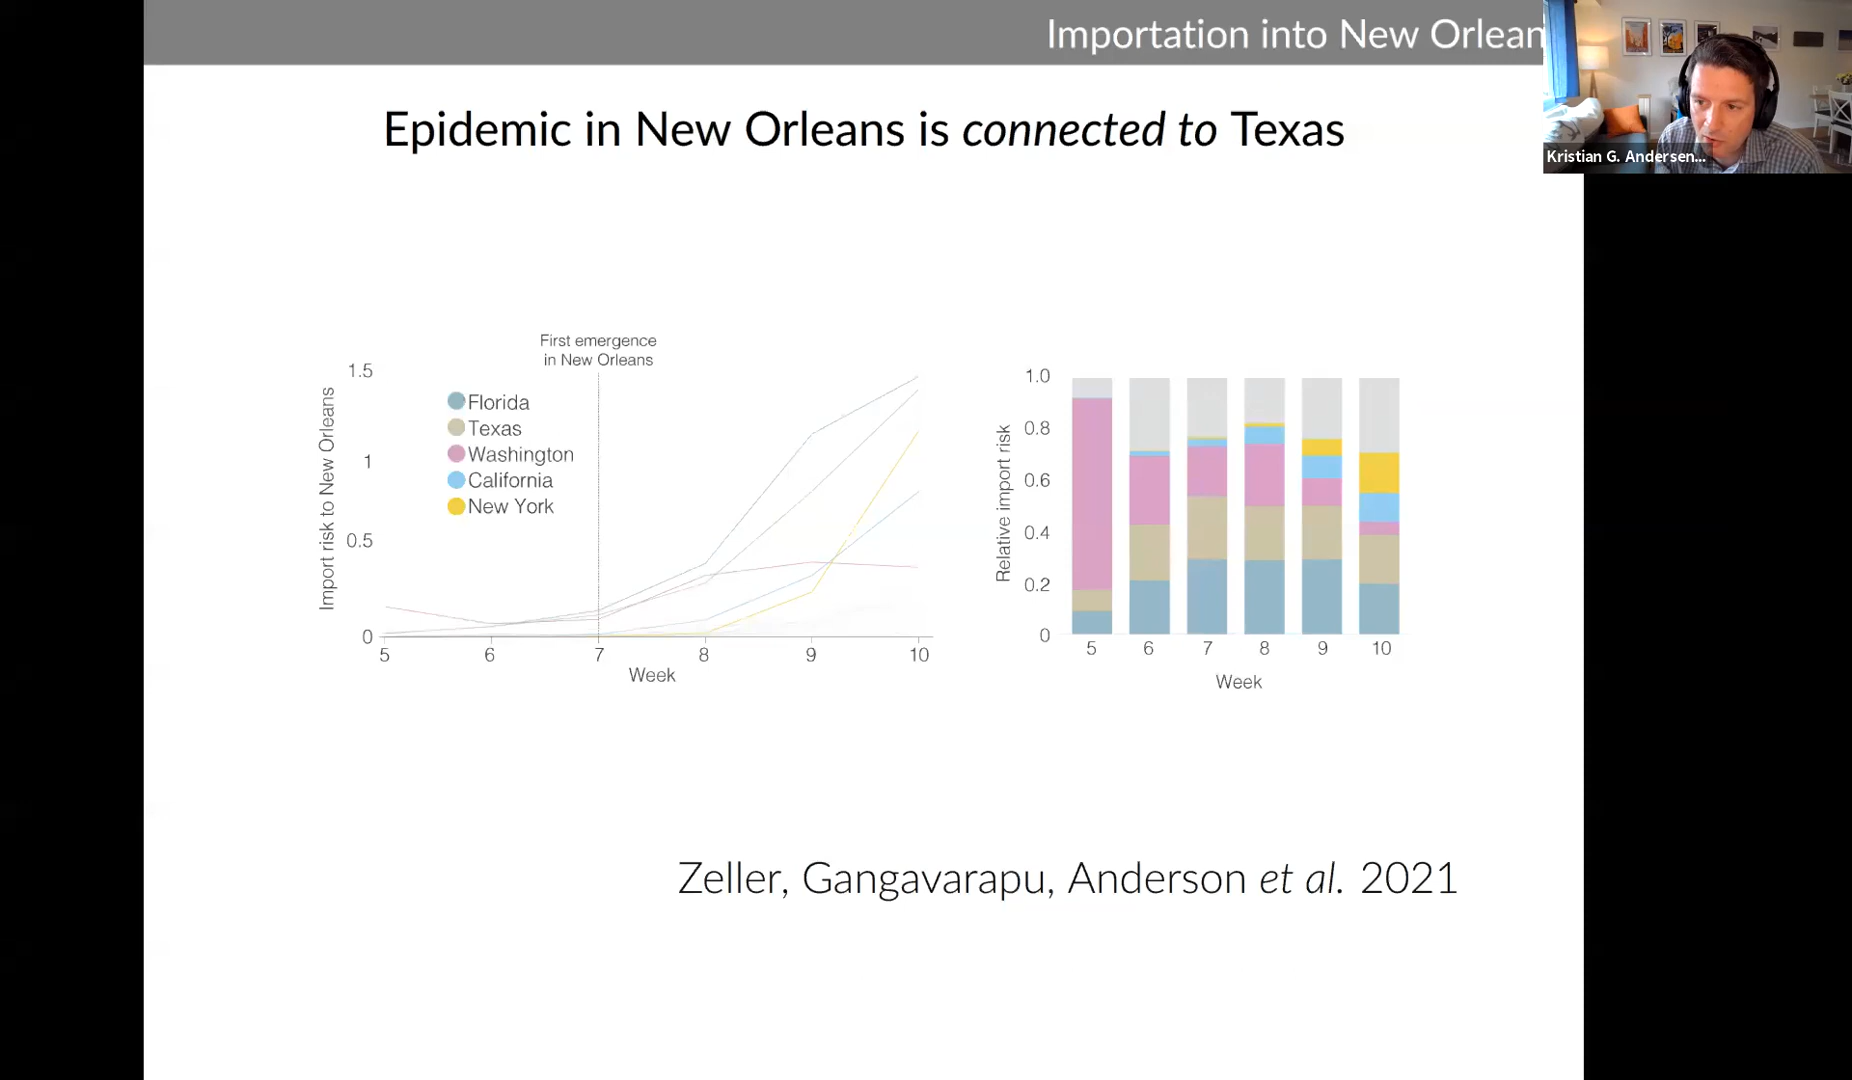 Importation into New Orlean
Kristian G. Andersen...
Epidemic in New Orleans is connected to Texas
First emergence
in New Orleans
Import risk to New Orleans
1.5
1
0.5
0
Florida
Texas
Washington
California
New York
5 6 7 8 9 10
Week
Relative import risk
1.0
0.8
0.6
0.4
0.2
0
5 6 7 8 9 10
Week
Zeller, Gangavarapu, Anderson et al. 2021